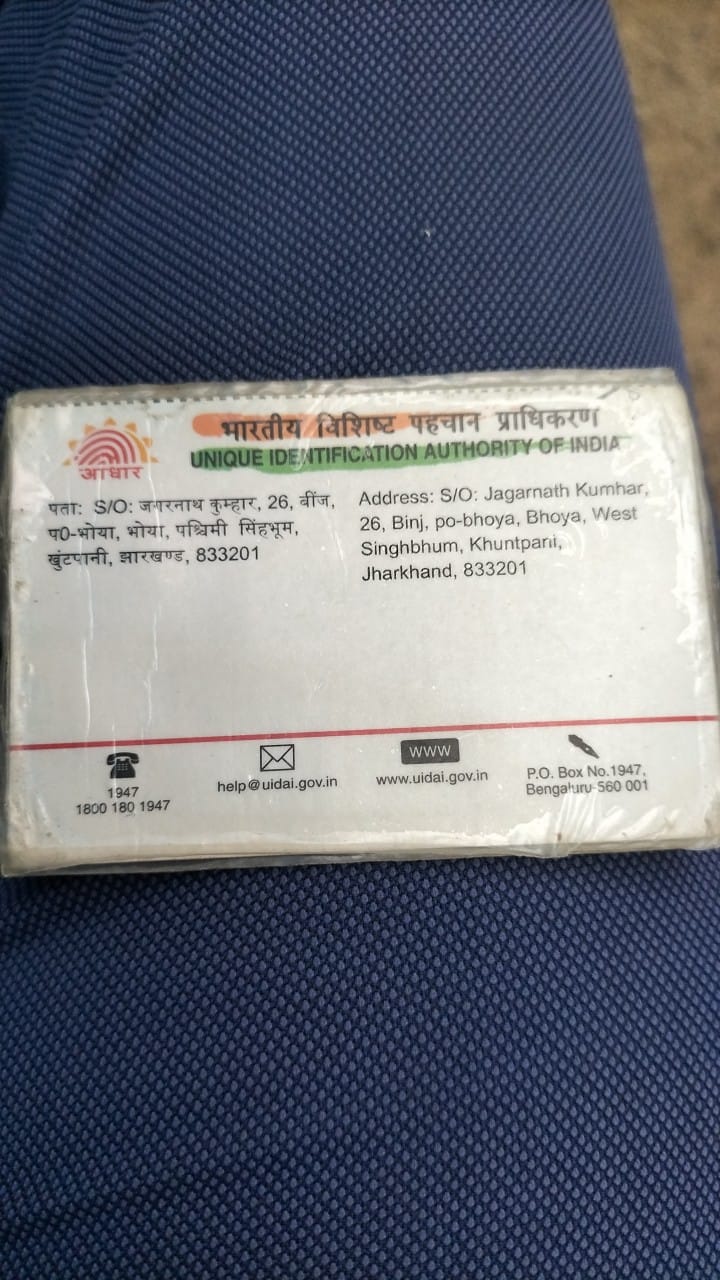 भारतीय विशिष्ट पहचान प्राधिकरण
UNIQUE IDENTIFICATION AUTHORITY OF INDIA
आधार
पता: S/O: जगरनाथ कुम्हार, 26, बींज,
प0-भोया, भोया, पश्चिमी सिंहभूम,
खुंटपानी, झारखण्ड, 833201
Address: S/O: Jagarnath Kumhar,
26, Binj, po-bhoya, Bhoya, West
Singhbhum, Khuntpani,
Jharkhand, 833201
1947
1800 180 1947
help@uidai.gov.in
www
www.uidai.gov.in
P.O. Box No.1947,
Bengaluru-560 001